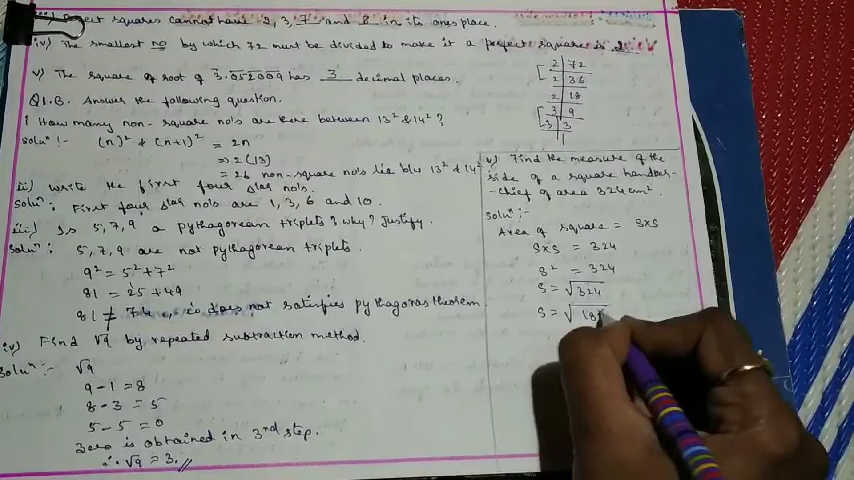 iii) Perfect squares cannot have 2, 3, 7 and 8 in its ones place.
iv) The smallest no by which 72 must be divided to make it a perfect square is 2.
v) The square of root of 3.052009 has 3 decimal places.
Q1.B. Answer the following question.
i How many non-square no's are there between 13² & 14²?
Soluⁿ :- (n)² & (n+1)² = 2n
⇒ 2(13)
= 26 non-square no's lie b/w 13² & 14²
ii) Write the first four star no's.
Soluⁿ: First four star no's are 1, 3, 6 and 10.
iii) Is 5, 7, 9 a pythagorean triplets? why? Justify.
Soluⁿ: 5, 7, 9 are not pythagorean triplets.
9² = 5² + 7²
81 = 25 + 49
81 ≠ 74 , so does not satisfies pythagoras theorem
iv) Find √9 by repeated subtraction method.
Soluⁿ :- √9
9 - 1 = 8
8 - 3 = 5
5 - 5 = 0
Zero is obtained in 3rd step.
∴ √9 = 3.
2 72
2 36
2 18
3 9
3 3
1
v) Find the measure of the
side of a square handker-
-chief of area 324 cm².
Soluⁿ :-
Area of square = S×S
S×S = 324
S² = 324
S = √324
S = √18